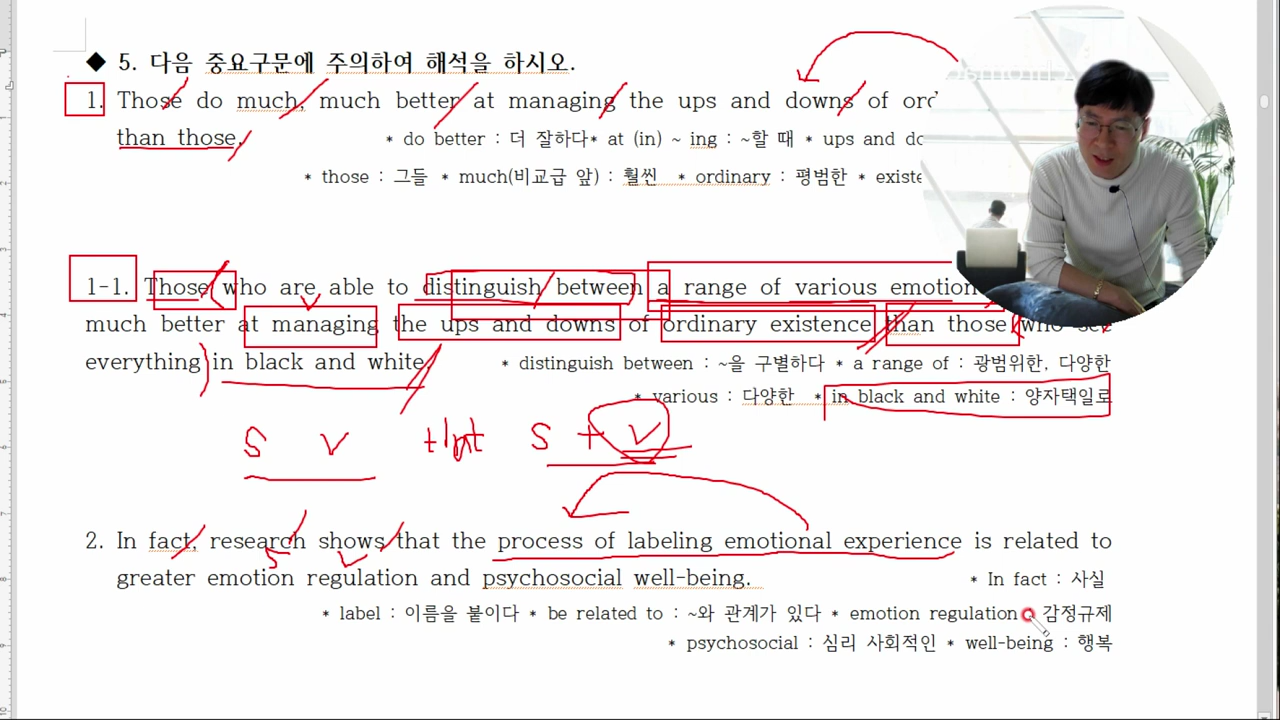 ◆ 5. 다음 중요구문에 주의하여 해석을 하시오.
1. Those do much, much better at managing the ups and downs of
than those. * do better : 더 잘하다* at (in) ~ ing : ~할 때 * ups and
* those : 그들 * much(비교급 앞) : 훨씬 * ordinary : 평범한 *
1-1. Those who are able to distinguish between a range of various
much better at managing the ups and downs of ordinary existence than those who see
everything in black and white. * distinguish between : ~을 구별하다 * a range of : 광범위한, 다양한
* various : 다양한 * in black and white : 양자택일로
S V that S + V
2. In fact, research shows that the process of labeling emotional experience is related to
S V
greater emotion regulation and psychosocial well-being. * In fact : 사실
* label : 이름을 붙이다 * be related to : ~와 관계가 있다 * emotion regulation 감정규제
* psychosocial : 심리 사회적인 * well-being : 행복